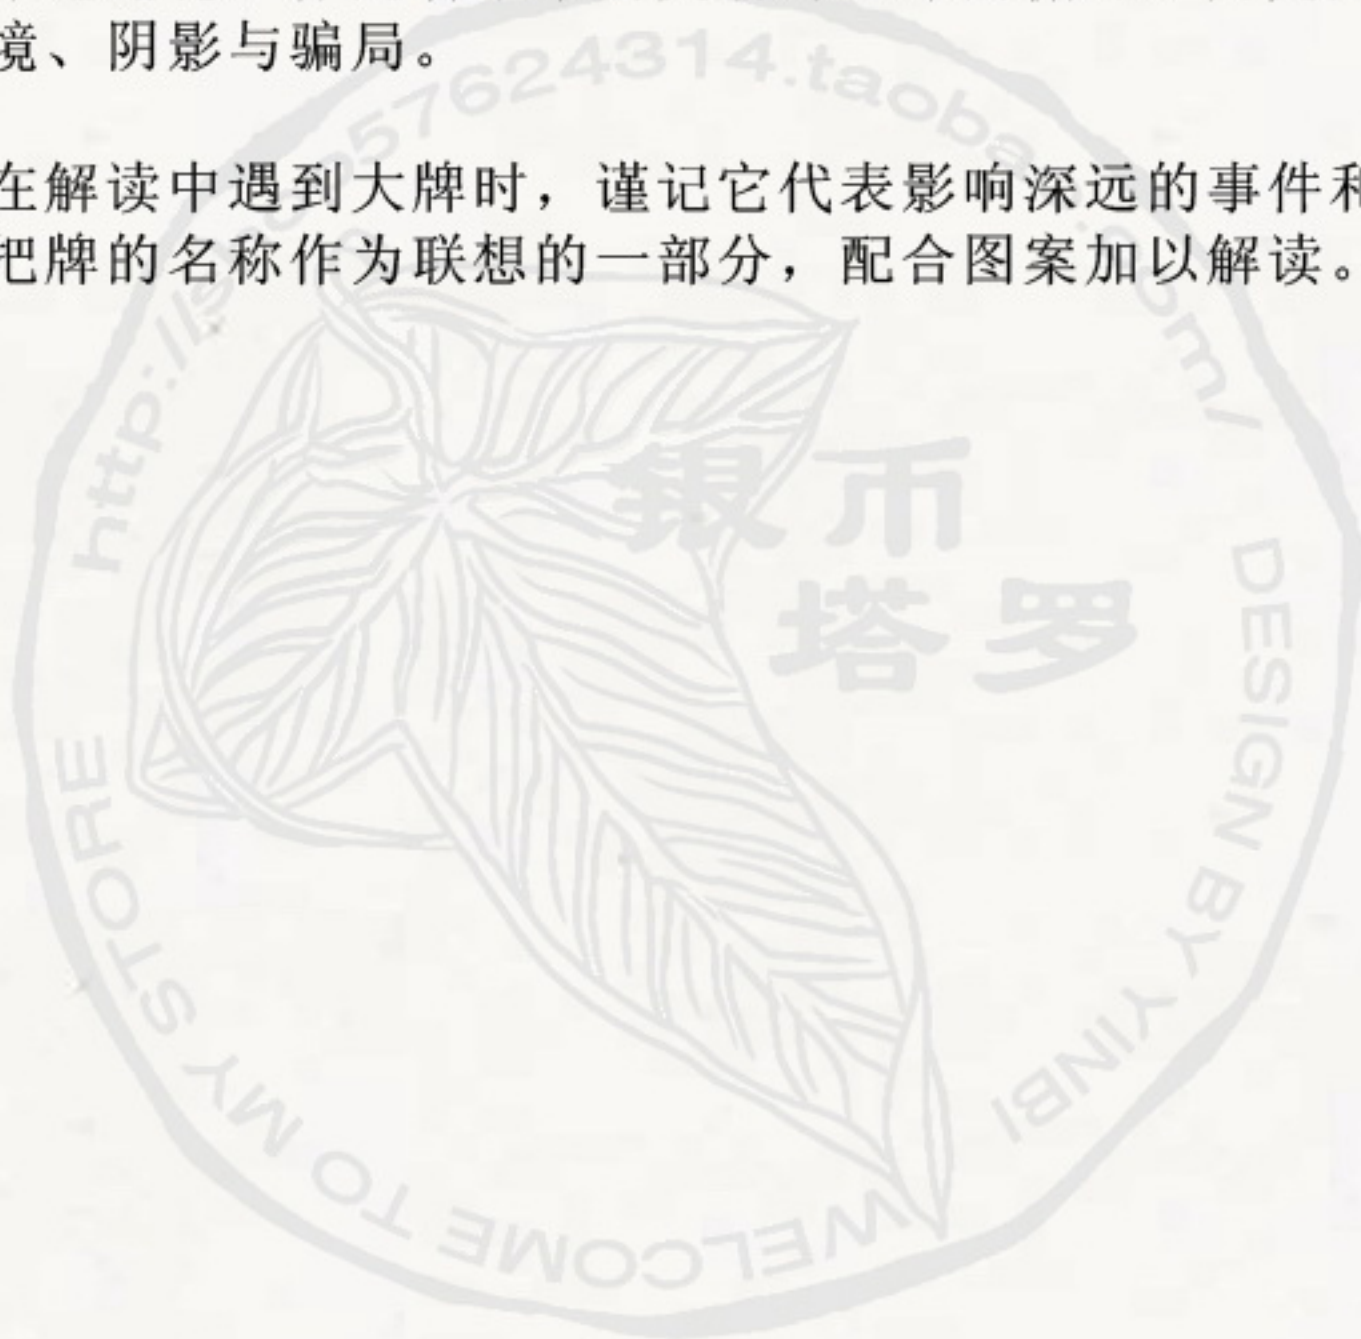 境、阴影与骗局。
在解读中遇到大牌时，谨记它代表影响深远的事件和
把牌的名称作为联想的一部分，配合图案加以解读。
银币
塔罗
DESIGN BY YINBI
WELCOME TO MY STORE